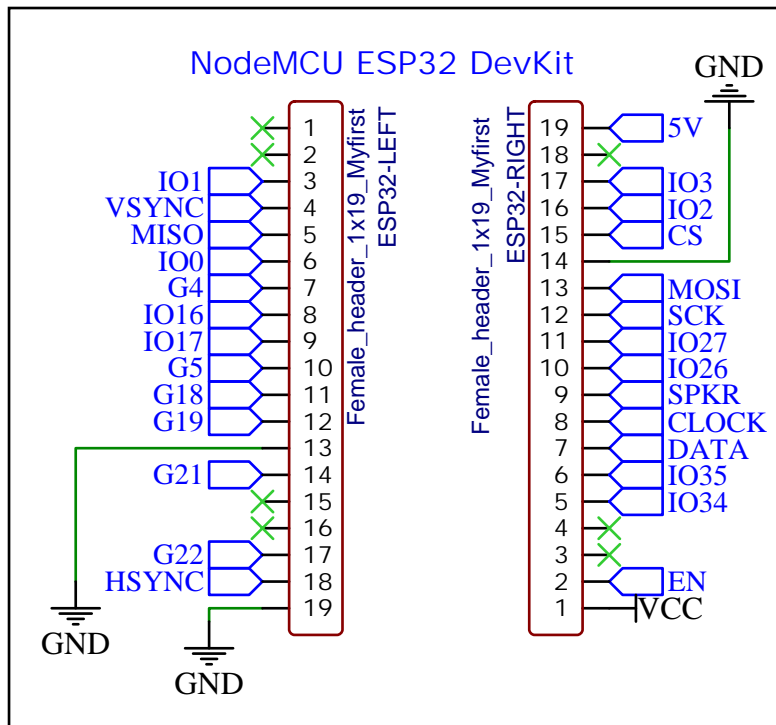 NodeMCU ESP32 DevKit
GND
Female_header_1x19_Myfirst
ESP32-LEFT
1
2
IO1 3
VSYNC 4
MISO 5
IO0 6
G4 7
IO16 8
IO17 9
G5 10
G18 11
G19 12
13
G21 14
15
16
G22 17
HSYNC 18
19
GND
GND
Female_header_1x19_Myfirst
ESP32-RIGHT
19 5V
18
17 IO3
16 IO2
15 CS
14
13 MOSI
12 SCK
11 IO27
10 IO26
9 SPKR
8 CLOCK
7 DATA
6 IO35
5 IO34
4
3
2 EN
1 VCC